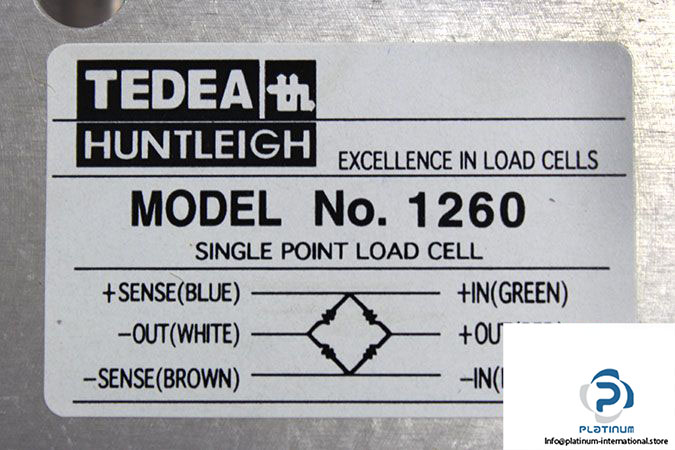 TEDEA th
HUNTLEIGH
EXCELLENCE IN LOAD CELLS
MODEL No. 1260
SINGLE POINT LOAD CELL
+SENSE(BLUE) +IN(GREEN)
-OUT(WHITE)
-SENSE(BROWN)
PLATINUM
Info@platinum-international.store